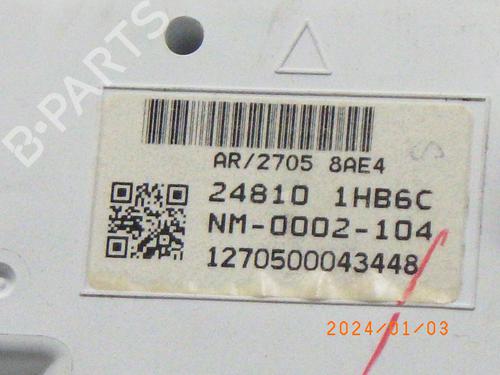 B-PARTS
AR/2705 8AE4
24810 1HB6C
NM-0002-104
1270500043448
S
2024/01/03